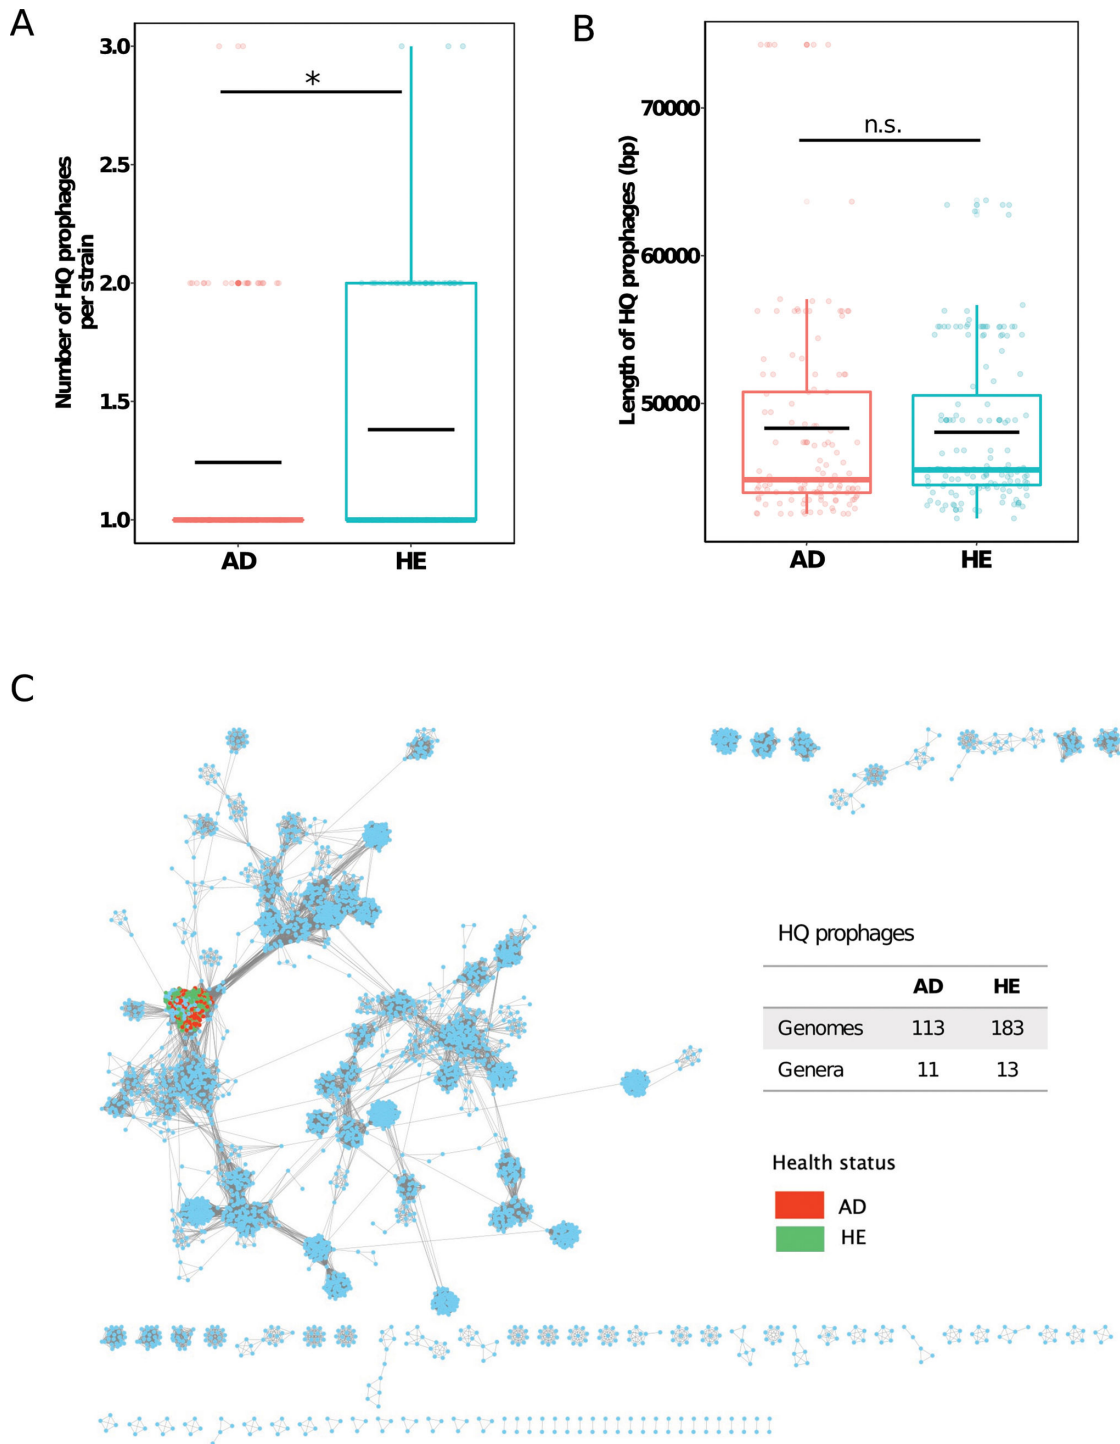 A
Number of HQ prophages
per strain
3.0
2.5
2.0
1.5
1.0
*
AD HE
B
Length of HQ prophages (bp)
70000
60000
50000
n.s.
AD HE
C
HQ prophages
AD HE
Genomes 113 183
Genera 11 13
Health status
AD
HE